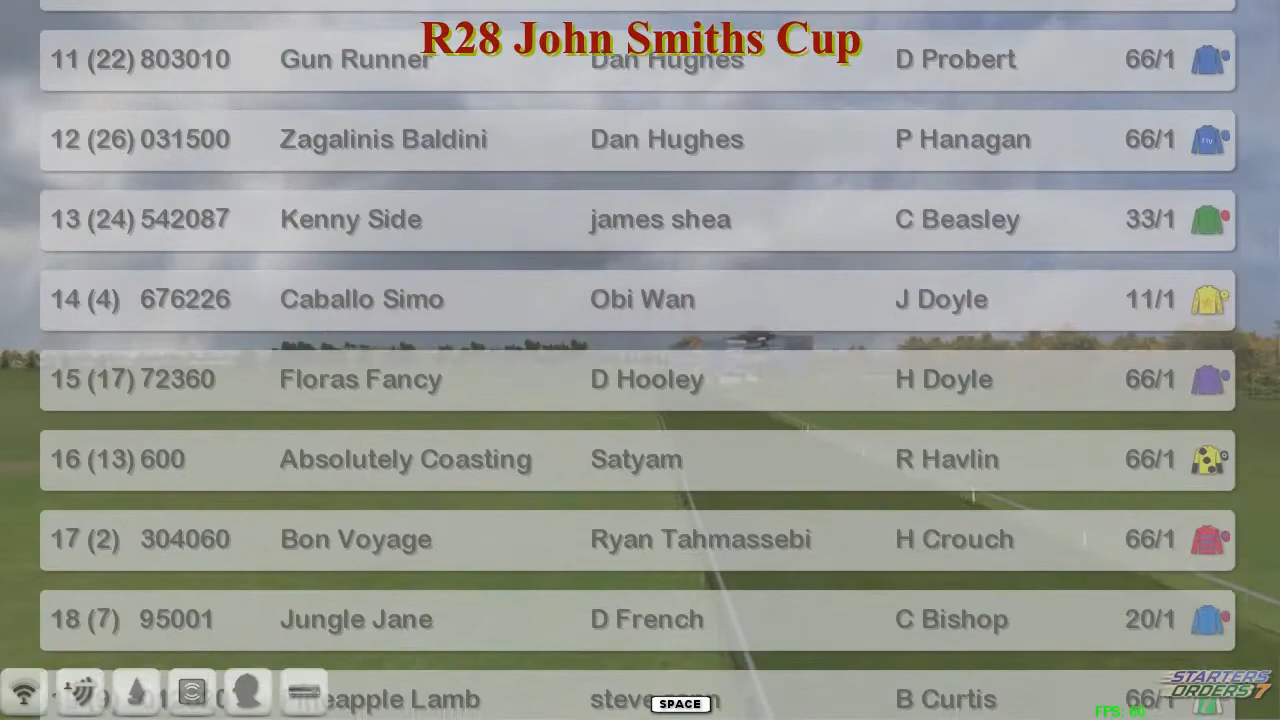 R28 John Smiths Cup
11 (22) 803010 Gun Runner Dan Hughes D Probert 66/1
12 (26) 031500 Zagalinis Baldini Dan Hughes P Hanagan 66/1
13 (24) 542087 Kenny Side james shea C Beasley 33/1
14 (4) 676226 Caballo Simo Obi Wan J Doyle 11/1
15 (17) 72360 Floras Fancy D Hooley H Doyle 66/1
16 (13) 600 Absolutely Coasting Satyam R Havlin 66/1
17 (2) 304060 Bon Voyage Ryan Tahmassebi H Crouch 66/1
18 (7) 95001 Jungle Jane D French C Bishop 20/1
Lamb B Curtis 66/1
SPACE
STARTERS ORDERS 7
FPS: 60